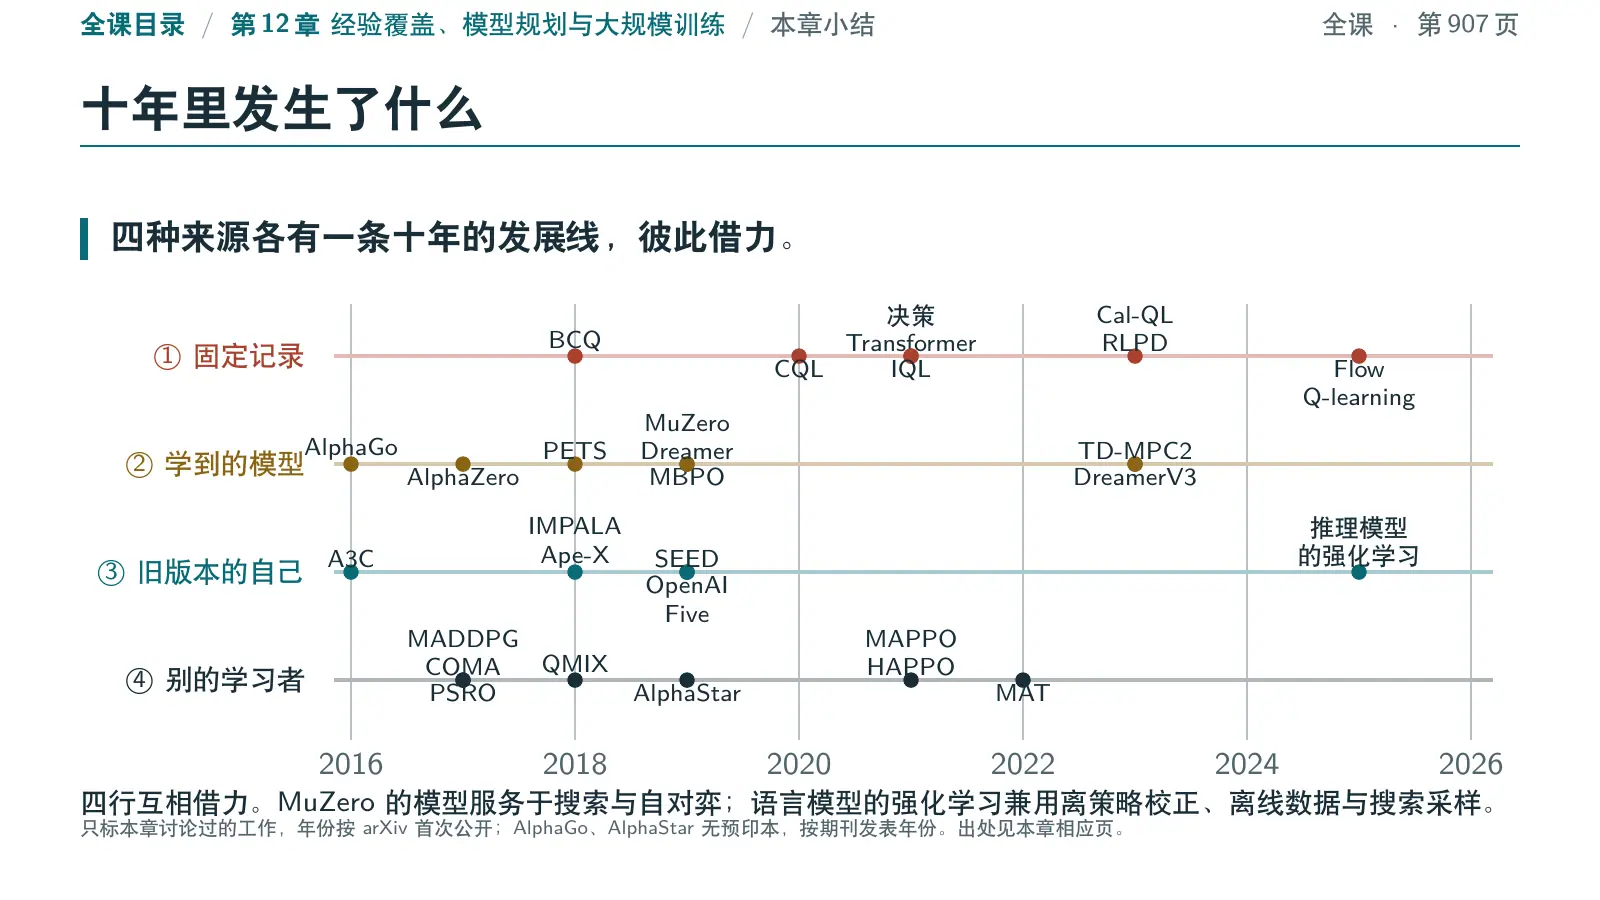 全课目录 / 第 12 章 经验覆盖、模型规划与大规模训练 / 本章小结
全课 · 第 907 页
十年里发生了什么
四种来源各有一条十年的发展线，彼此借力。
① 固定记录
BCQ
CQL
决策
Transformer
IQL
Cal-QL
RLPD
Flow
Q-learning
② 学到的模型
AlphaGo
AlphaZero
PETS
MuZero
Dreamer
MBPO
TD-MPC2
DreamerV3
③ 旧版本的自己
A3C
IMPALA
Ape-X
SEED
OpenAI
Five
推理模型
的强化学习
④ 别的学习者
MADDPG
COMA
PSRO
QMIX
AlphaStar
MAPPO
HAPPO
MAT
2016 2018 2020 2022 2024 2026
四行互相借力。MuZero 的模型服务于搜索与自对弈；语言模型的强化学习兼用离策略校正、离线数据与搜索采样。
只标本章讨论过的工作，年份按 arXiv 首次公开；AlphaGo、AlphaStar 无预印本，按期刊发表年份。出处见本章相应页。